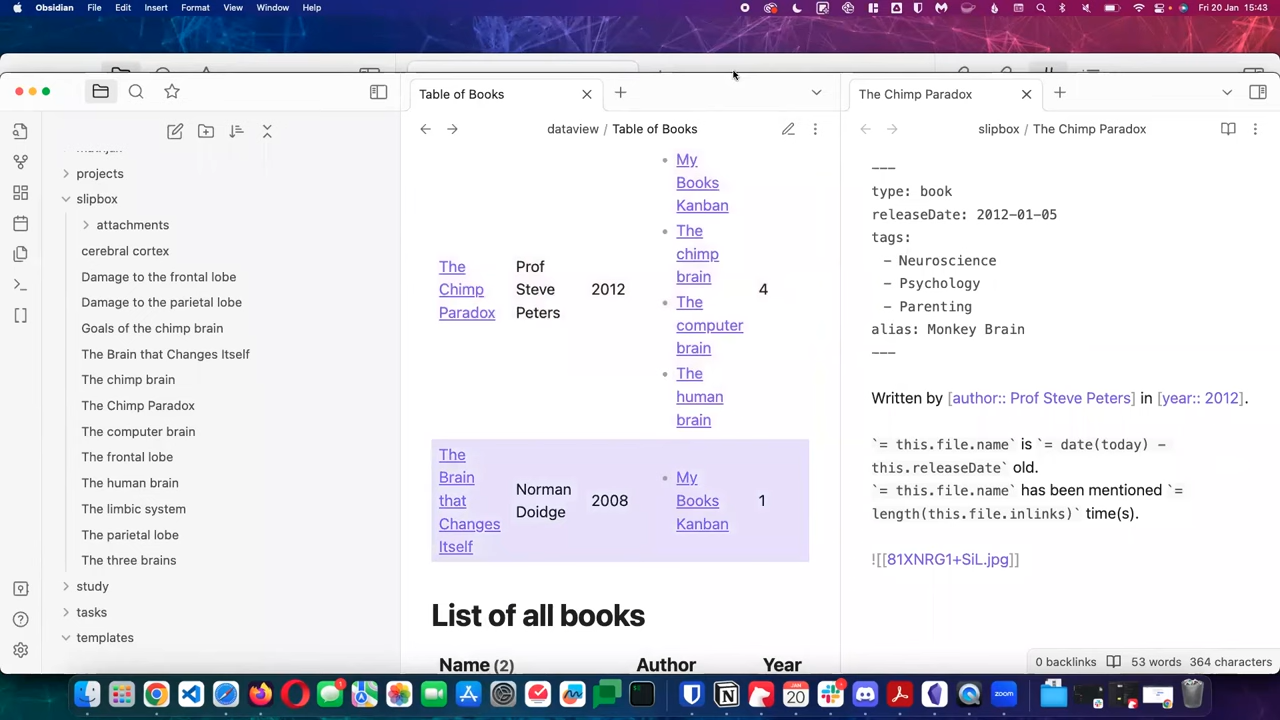 Obsidian File Edit Insert Format View Window Help Fri 20 Jan 15:43
Table of Books
The Chimp Paradox
dataview / Table of Books
slipbox / The Chimp Paradox
projects
slipbox
attachments
cerebral cortex
Damage to the frontal lobe
Damage to the parietal lobe
Goals of the chimp brain
The Brain that Changes Itself
The chimp brain
The Chimp Paradox
The computer brain
The frontal lobe
The human brain
The limbic system
The parietal lobe
The three brains
study
tasks
templates
The
Chimp
Paradox
Prof
Steve
Peters
2012
My
Books
Kanban
The
chimp
brain
The
computer
brain
The
human
brain
4
The
Brain
that
Changes
Itself
Norman
Doidge
2008
My
Books
Kanban
1
List of all books
Name (2) Author Year
---
type: book
releaseDate: 2012-01-05
tags:
- Neuroscience
- Psychology
- Parenting
alias: Monkey Brain
---
Written by [author:: Prof Steve Peters] in [year:: 2012].
`= this.file.name` is `= date(today) -
this.releaseDate` old.
`= this.file.name` has been mentioned `=
length(this.file.inlinks)` time(s).
![[81XNRG1+SiL.jpg]]
0 backlinks 53 words 364 characters
JAN
20
zoom